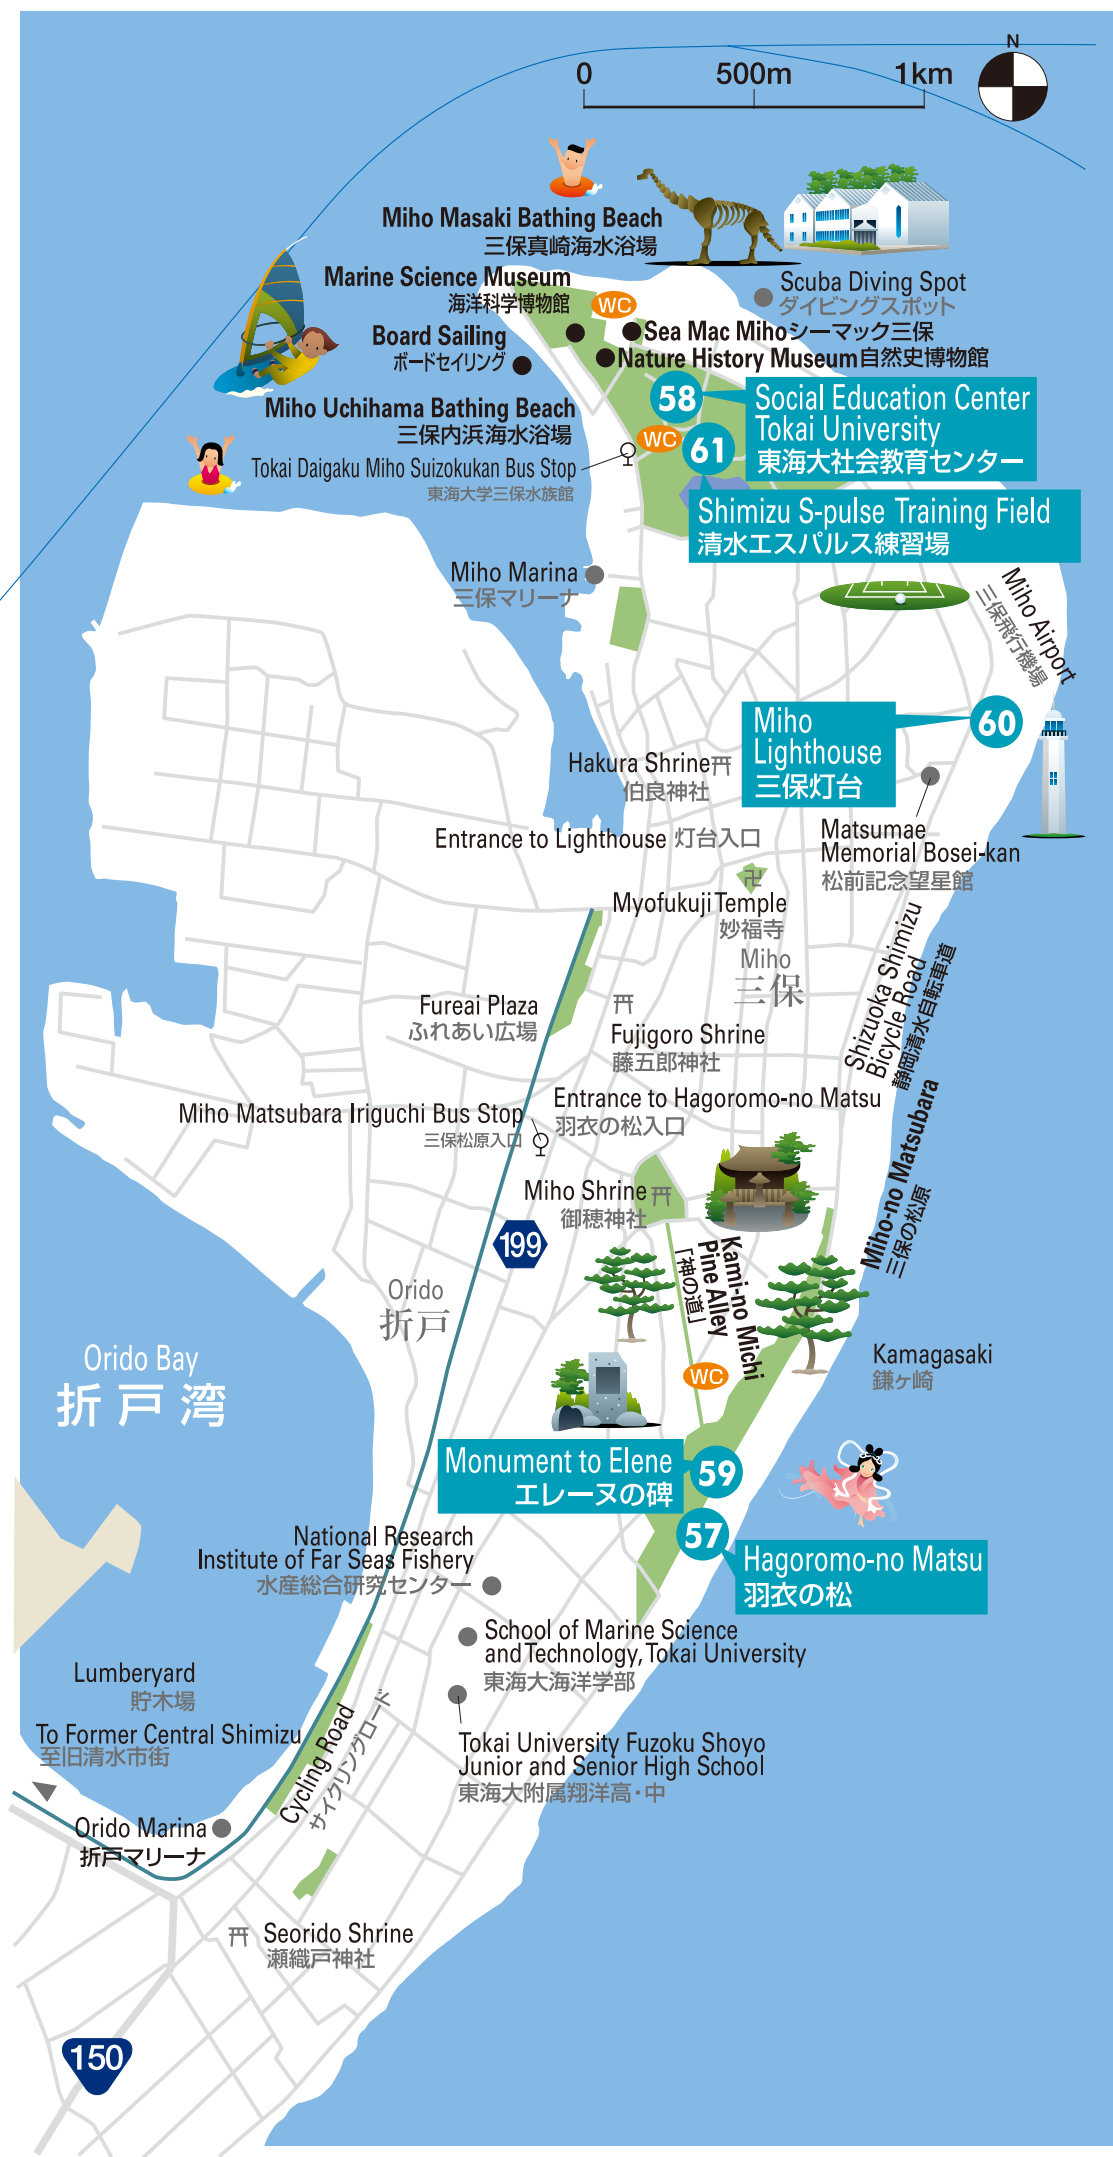 N
0 500m 1km
Miho Masaki Bathing Beach
三保真崎海水浴場
Marine Science Museum
海洋科学博物館
WC
Scuba Diving Spot
ダイビングスポット
Board Sailing
ボードセイリング
Sea Mac Miho シーマック三保
Nature History Museum 自然史博物館
58
Social Education Center
Tokai University
東海大社会教育センター
Miho Uchihama Bathing Beach
三保内浜海水浴場
WC
61
Tokai Daigaku Miho Suizokukan Bus Stop
東海大学三保水族館
Shimizu S-pulse Training Field
清水エスパルス練習場
Miho Marina
三保マリーナ
Miho Airport
三保飛行機場
60
Miho
Lighthouse
三保灯台
Hakura Shrine
伯良神社
Entrance to Lighthouse 灯台入口
Matsumae
Memorial Bosei-kan
松前記念望星館
卍
Myofukuji Temple
妙福寺
Miho
三保
Shizuoka Shimizu
Bicycle Road
静岡清水自転車道
Fureai Plaza
ふれあい広場
Fujigoro Shrine
藤五郎神社
Miho Matsubara Iriguchi Bus Stop
三保松原入口
Entrance to Hagoromo-no Matsu
羽衣の松入口
Miho-no Matsubara
三保の松原
Miho Shrine
御穂神社
199
Kami-no Michi
Pine Alley
「神の道」
Orido
折戸
Orido Bay
折戸湾
WC
Kamagasaki
鎌ヶ崎
Monument to Elene
エレーヌの碑
59
57
Hagoromo-no Matsu
羽衣の松
National Research
Institute of Far Seas Fishery
水産総合研究センター
School of Marine Science
and Technology, Tokai University
東海大海洋学部
Lumberyard
貯木場
To Former Central Shimizu
至旧清水市街
Cycling Road
サイクリングロード
Tokai University Fuzoku Shoyo
Junior and Senior High School
東海大附属翔洋高・中
Orido Marina
折戸マリーナ
Seorido Shrine
瀬織戸神社
150